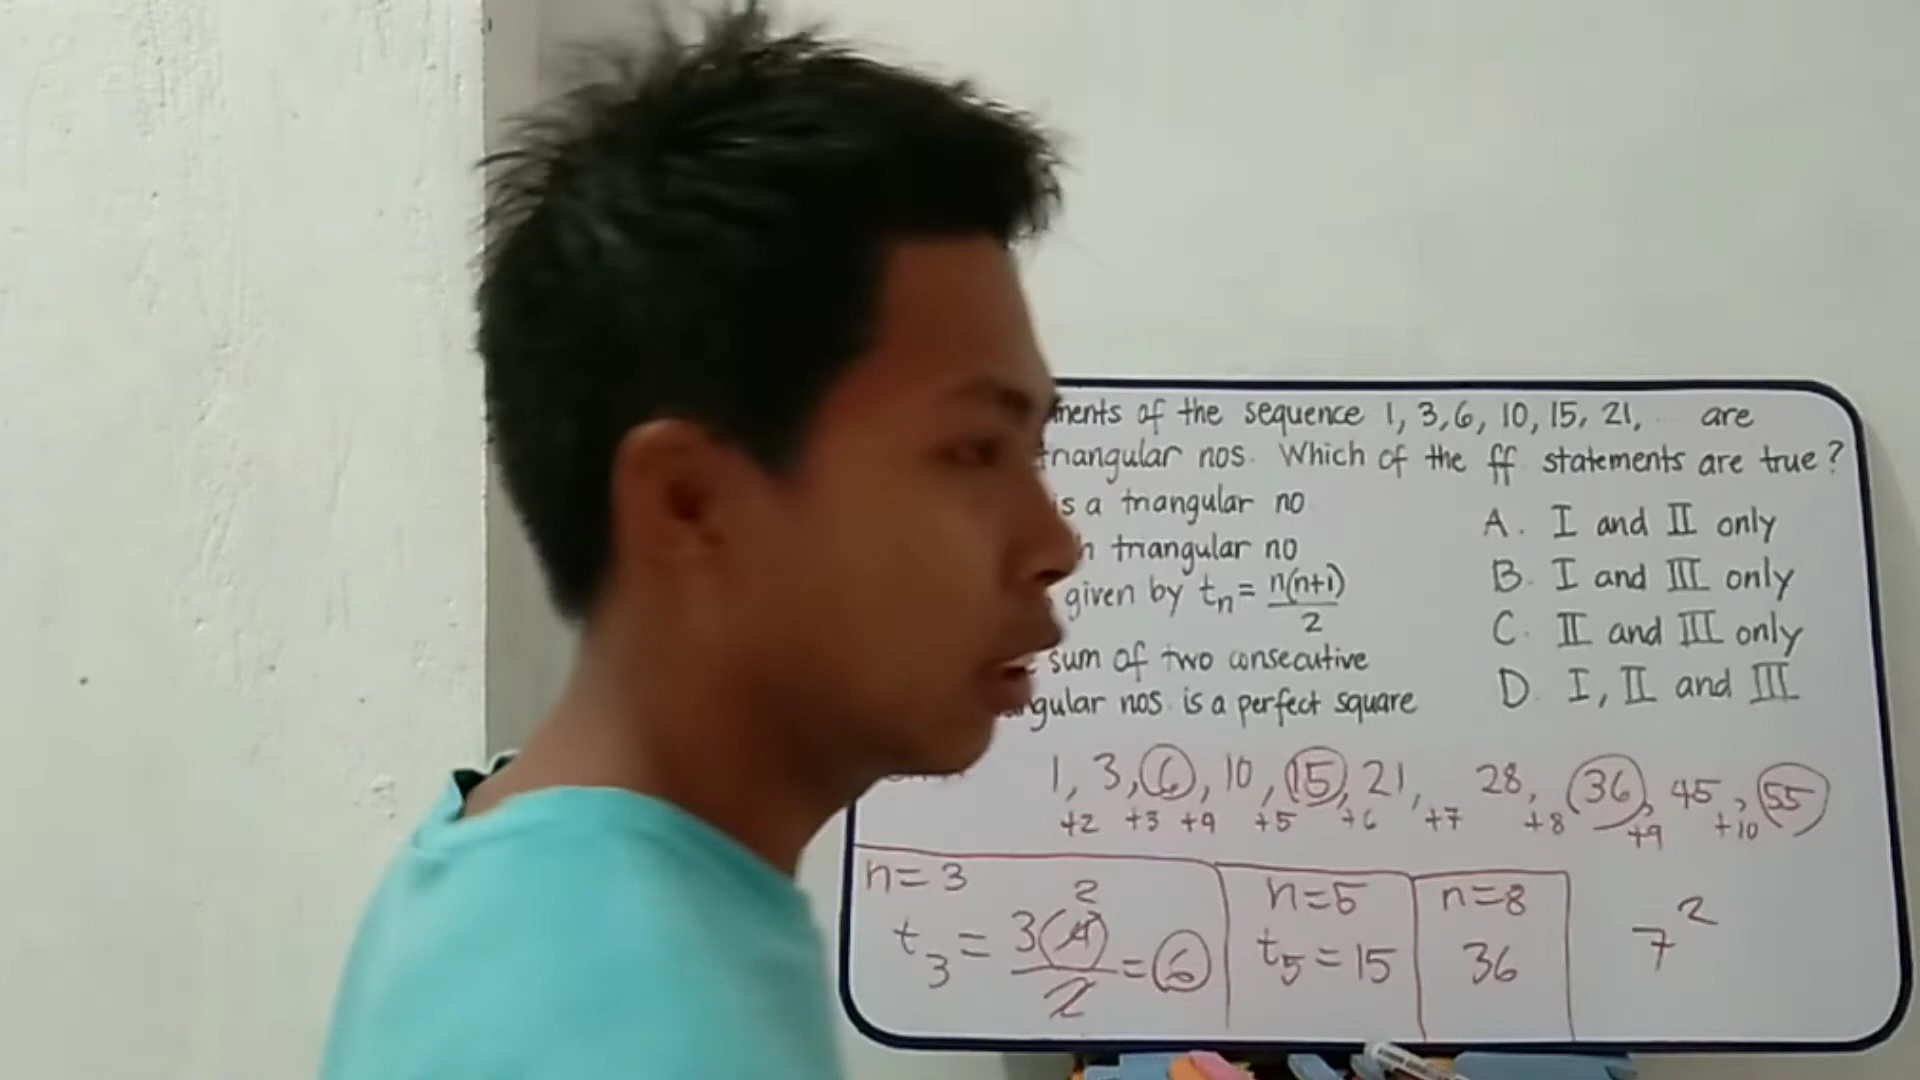 of the sequence 1, 3, 6, 10, 15, 21, are
triangular nos. Which of the ff statements are true?
is a triangular no
triangular no
given by tn = n(n+1)/2
sum of two consecutive
nos. is a perfect square
A. I and II only
B. I and III only
C. II and III only
D. I, II and III
1, 3, 6, 10, 15, 21, 28, 36, 45, 55
+2 +3 +4 +5 +6 +7 +8 +9 +10
n=3
t3 = 3(4)/2 = 6
2
n=5
t5 = 15
n=8
36
7²